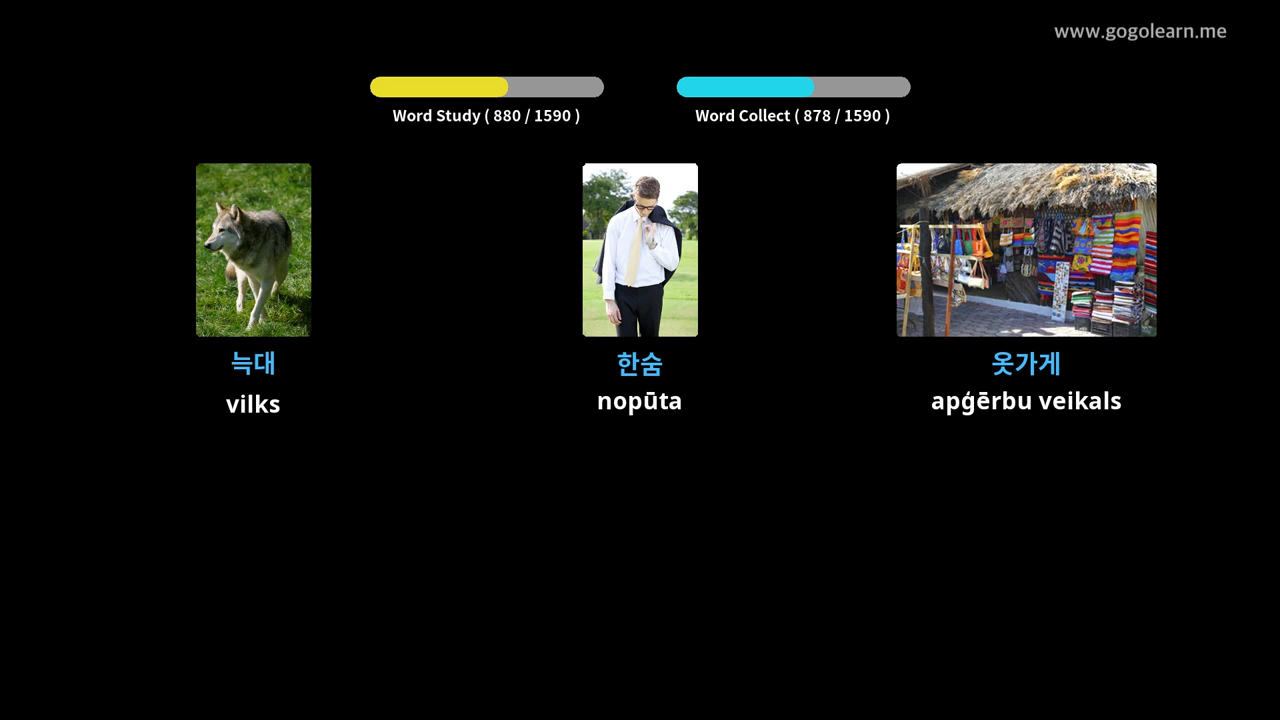 www.gogolearn.me
Word Study ( 880 / 1590 )
Word Collect ( 878 / 1590 )
늑대
한숨
옷가게
vilks
nopūta
apģērbu veikals